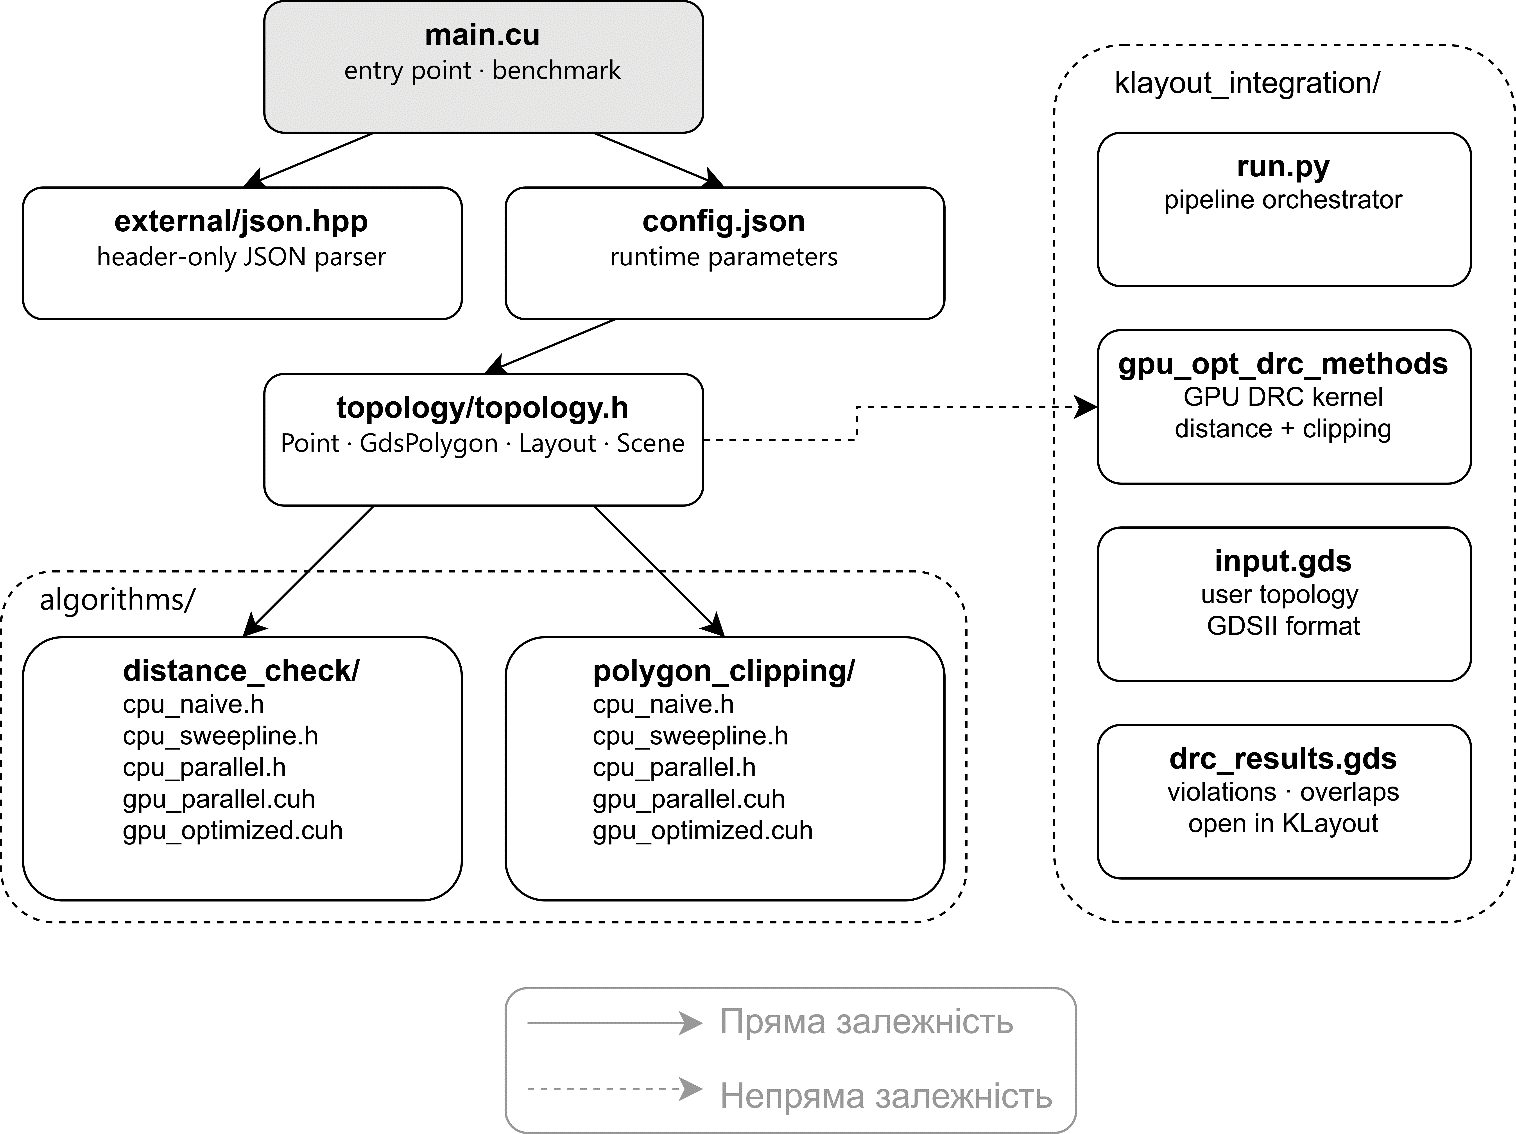 main.cu
entry point · benchmark
external/json.hpp
header-only JSON parser
config.json
runtime parameters
topology/topology.h
Point · GdsPolygon · Layout · Scene
algorithms/
distance_check/
cpu_naive.h
cpu_sweepline.h
cpu_parallel.h
gpu_parallel.cuh
gpu_optimized.cuh
polygon_clipping/
cpu_naive.h
cpu_sweepline.h
cpu_parallel.h
gpu_parallel.cuh
gpu_optimized.cuh
klayout_integration/
run.py
pipeline orchestrator
gpu_opt_drc_methods
GPU DRC kernel
distance + clipping
input.gds
user topology
GDSII format
drc_results.gds
violations · overlaps
open in KLayout
Пряма залежність
Непряма залежність